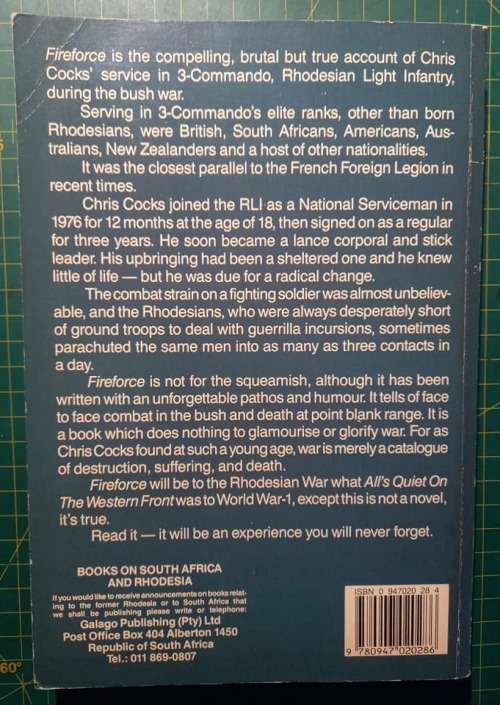 Fireforce is the compelling, brutal but true account of Chris
Cocks' service in 3-Commando, Rhodesian Light Infantry,
during the bush war.
Serving in 3-Commando's elite ranks, other than born
Rhodesians, were British, South Africans, Americans, Aus-
tralians, New Zealanders and a host of other nationalities.
It was the closest parallel to the French Foreign Legion in
recent times.
Chris Cocks joined the RLI as a National Serviceman in
1976 for 12 months at the age of 18, then signed on as a regular
for three years. He soon became a lance corporal and stick
leader. His upbringing had been a sheltered one and he knew
little of life — but he was due for a radical change.
The combat strain on a fighting soldier was almost unbeliev-
able, and the Rhodesians, who were always desperately short
of ground troops to deal with guerrilla incursions, sometimes
parachuted the same men into as many as three contacts in
a day.
Fireforce is not for the squeamish, although it has been
written with an unforgettable pathos and humour. It tells of face
to face combat in the bush and death at point blank range. It is
a book which does nothing to glamourise or glorify war. For as
Chris Cocks found at such a young age, war is merely a catalogue
of destruction, suffering, and death.
Fireforce will be to the Rhodesian War what All's Quiet On
The Western Front was to World War-1, except this is not a novel,
it's true.
Read it — it will be an experience you will never forget.
BOOKS ON SOUTH AFRICA
AND RHODESIA
If you would like to receive announcements on books relat-
ing to the former Rhodesia or to South Africa that
we shall be publishing please write or telephone:
Galago Publishing (Pty) Ltd
Post Office Box 404 Alberton 1450
Republic of South Africa
Tel.: 011 869-0807
ISBN 0 947020 28 4
9 780947 020286
60°